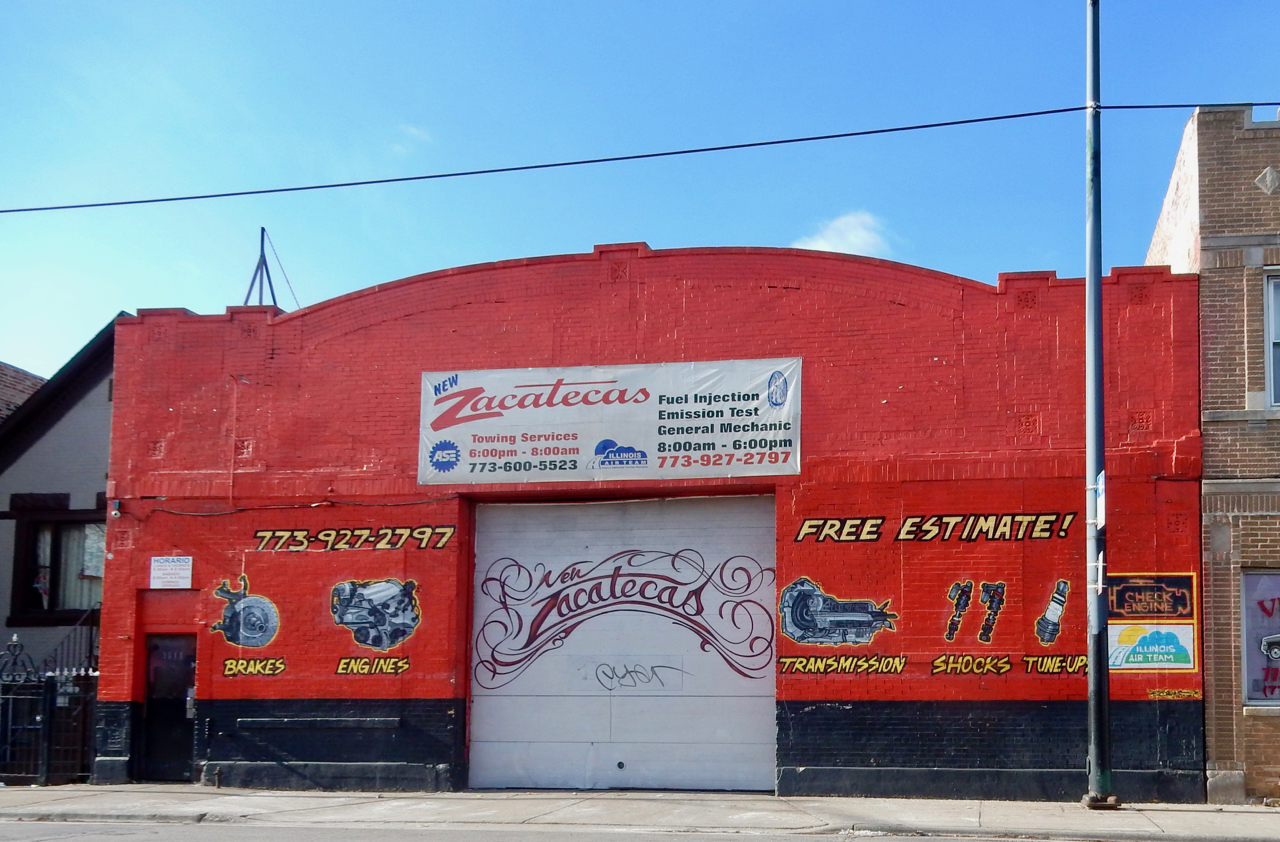 NEW
Zacatecas
Towing Services
6:00pm - 8:00am
773-600-5523
ASE
ILLINOIS
AIR TEAM
Fuel Injection
Emission Test
General Mechanic
8:00am - 6:00pm
773-927-2797
773-927-2797
FREE ESTIMATE!
HORARIO
New
Zacatecas
BRAKES
ENGINES
TRANSMISSION
SHOCKS
TUNE-UPS
CHECK
ENGINE
ILLINOIS
AIR TEAM